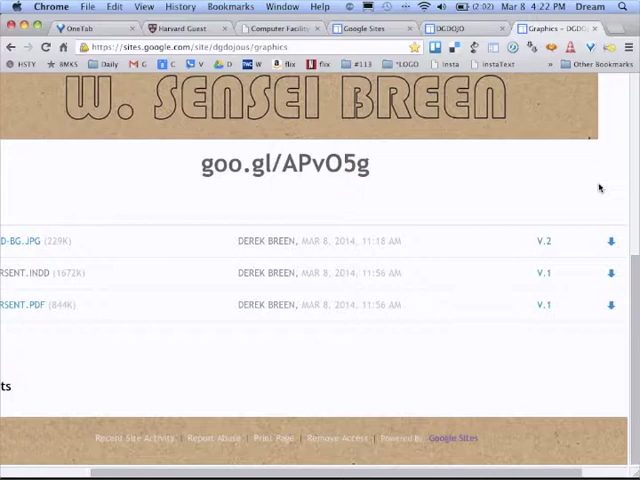 Chrome File Edit View History Bookmarks Window Help (2:02) Mar 8 4:22 PM Dream
OneTab Harvard Guest Computer Facilit Google Sites DGDOJO Graphics – DGDO
https://sites.google.com/site/dgdojous/graphics
HSTY BMKS Daily G C D W flix flix #113 *LOGO Insta InstaText » Other Bookmarks
W. SENSEI BREEN
goo.gl/APvO5g
D-BG.JPG (229K) DEREK BREEN, MAR 8, 2014, 11:18 AM V.2
RSENT.INDD (1672K) DEREK BREEN, MAR 8, 2014, 11:56 AM V.1
RSENT.PDF (844K) DEREK BREEN, MAR 8, 2014, 11:56 AM V.1
ts
Recent Site Activity | Report Abuse | Print Page | Remove Access | Powered By Google Sites